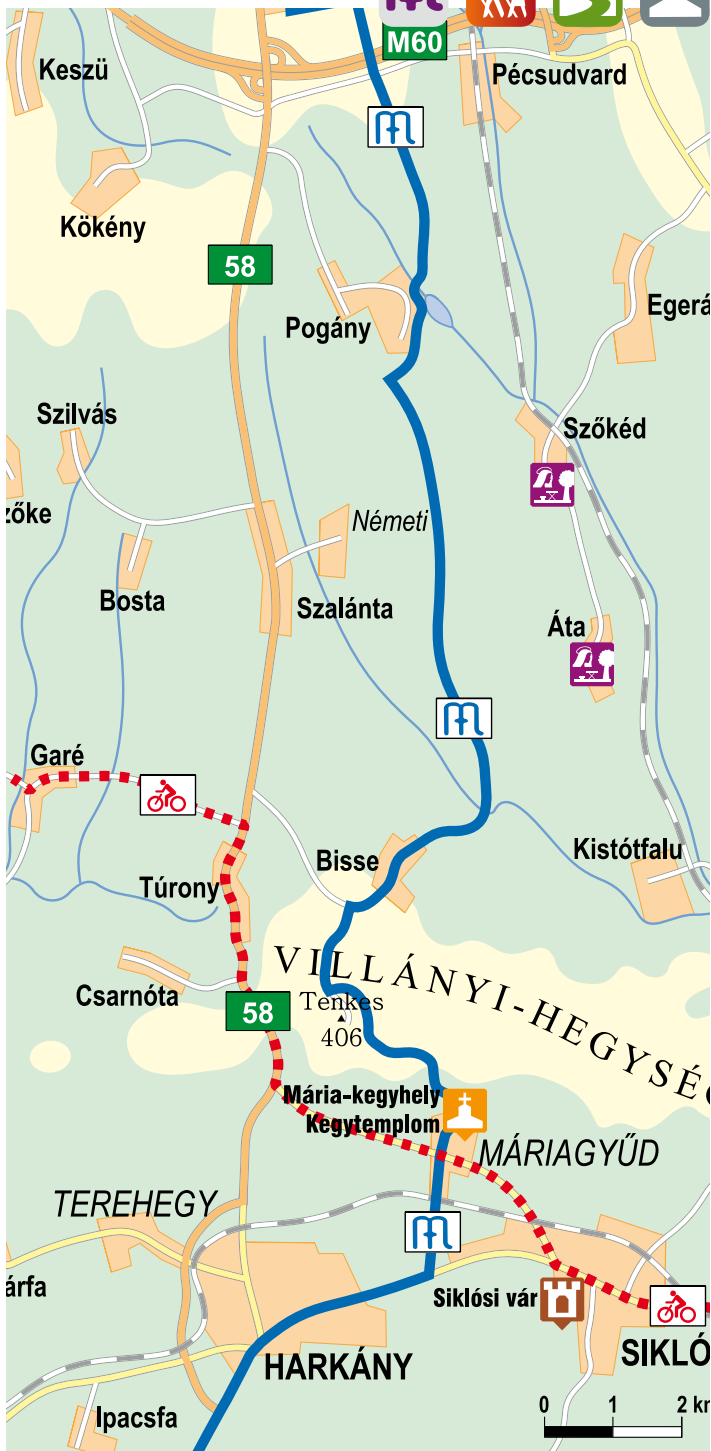 M60
Keszü
Pécsudvard
Kökény
58
Egerá
Pogány
Szilvás
Szőkéd
zőke
Németi
Bosta
Szalánta
Áta
Garé
Bisse
Kistótfalu
Túrony
VILLÁNYI-HEGYSÉG
Csarnóta
Tenkes
58
406
Mária-kegyhely
Kegytemplom
MÁRIAGYŰD
TEREHEGY
árfa
Siklósi vár
SIKLÓ
HARKÁNY
0 1 2 km
Ipacsfa